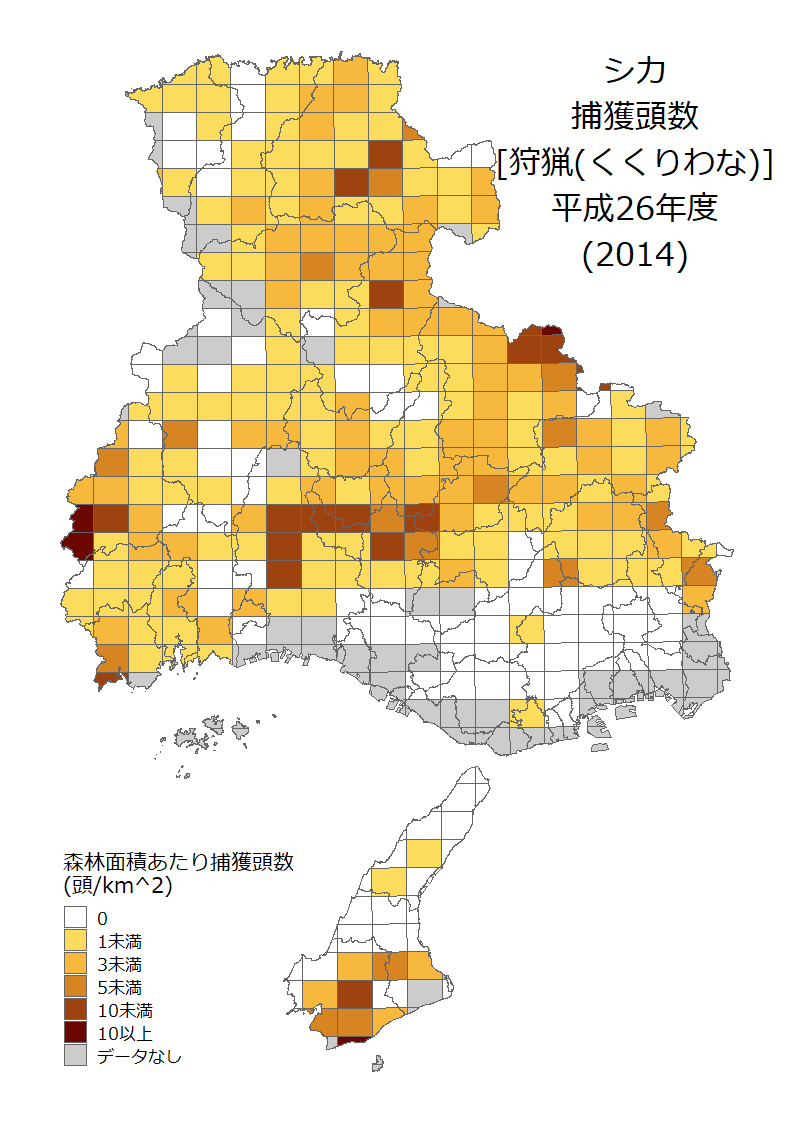 シカ
捕獲頭数
[狩猟(くくりわな)]
平成26年度
(2014)
森林面積あたり捕獲頭数
(頭/km^2)
0
1未満
3未満
5未満
10未満
10以上
データなし